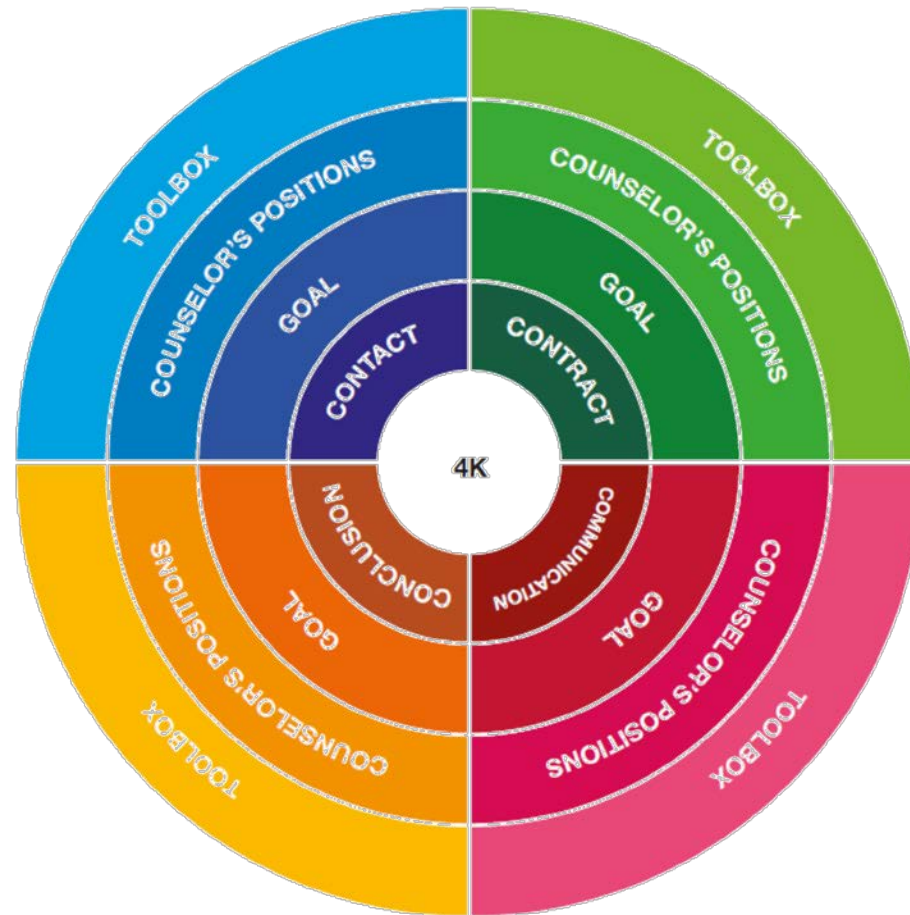 TOOLBOX
COUNSELOR'S POSITIONS
GOAL
CONTACT
TOOLBOX
COUNSELOR'S POSITIONS
GOAL
CONTRACT
4K
CONCLUSION
GOAL
COUNSELOR'S POSITIONS
TOOLBOX
COMMUNICATION
GOAL
COUNSELOR'S POSITIONS
TOOLBOX